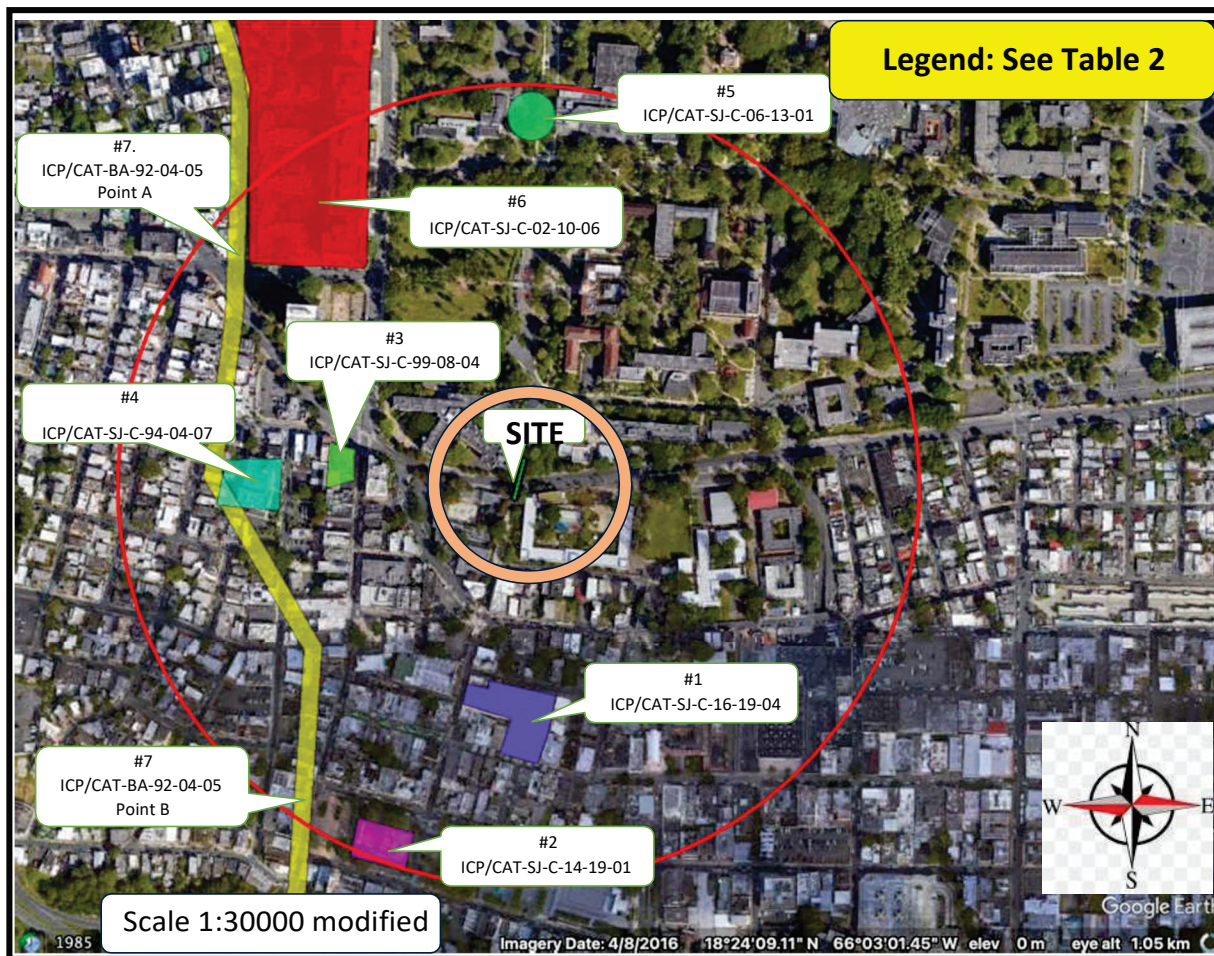 Legend: See Table 2
#5
ICP/CAT-SJ-C-06-13-01
#7.
ICP/CAT-BA-92-04-05
Point A
#6
ICP/CAT-SJ-C-02-10-06
#3
ICP/CAT-SJ-C-99-08-04
#4
ICP/CAT-SJ-C-94-04-07
SITE
#1
ICP/CAT-SJ-C-16-19-04
#7
ICP/CAT-BA-92-04-05
Point B
#2
ICP/CAT-SJ-C-14-19-01
N
W E
S
Google Earth
Scale 1:30000 modified
1985 Imagery Date: 4/8/2016 18°24'09.11" N 66°03'01.45" W elev 0 m eye alt 1.05 km